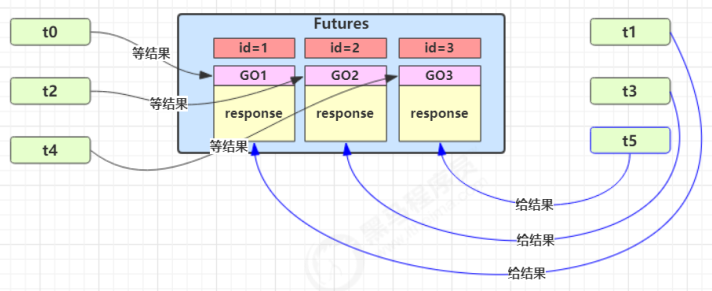 Futures
t0
t2
t4
等结果
等结果
等结果
id=1
id=2
id=3
GO1
GO2
GO3
response
response
response
t1
t3
t5
给结果
给结果
给结果